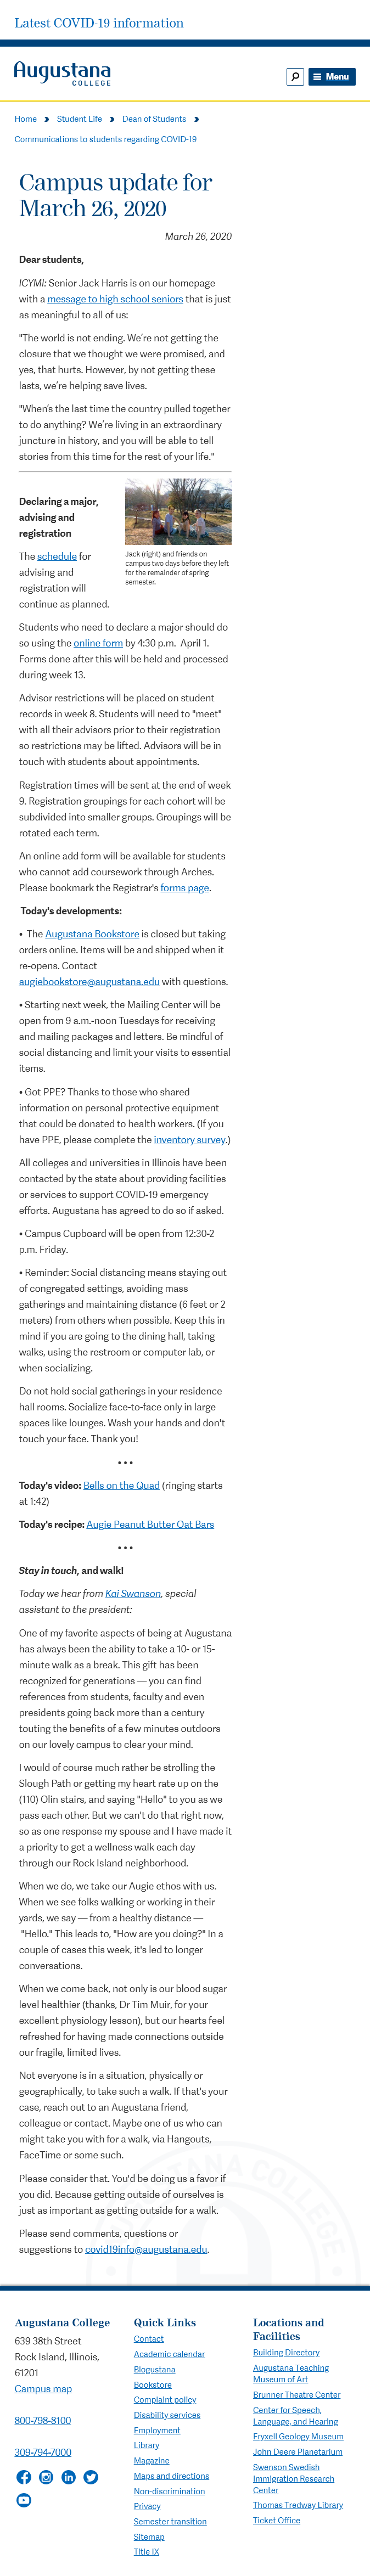 Latest COVID-19 information
Augustana
COLLEGE
Menu
Home
Student Life
Dean of Students
Communications to students regarding COVID-19
Campus update for
March 26, 2020
March 26, 2020
Dear students,
ICYMI: Senior Jack Harris is on our homepage
with a message to high school seniors that is just
as meaningful to all of us:
"The world is not ending. We're not getting the
closure that we thought we were promised, and
yes, that hurts. However, by not getting these
lasts, we're helping save lives.
"When's the last time the country pulled together
to do anything? We're living in an extraordinary
juncture in history, and you will be able to tell
stories from this time for the rest of your life."
Declaring a major,
advising and
registration
Jack (right) and friends on
campus two days before they left
for the remainder of spring
semester.
The schedule for
advising and
registration will
continue as planned.
Students who need to declare a major should do
so using the online form by 4:30 p.m.  April 1.
Forms done after this will be held and processed
during week 13.
Advisor restrictions will be placed on student
records in week 8. Students will need to "meet"
with all their advisors prior to their registration
so restrictions may be lifted. Advisors will be in
touch with students about appointments.
Registration times will be sent at the end of week
9. Registration groupings for each cohort will be
subdivided into smaller groups. Groupings will be
rotated each term.
An online add form will be available for students
who cannot add coursework through Arches.
Please bookmark the Registrar's forms page.
Today's developments:
•  The Augustana Bookstore is closed but taking
orders online. Items will be and shipped when it
re-opens. Contact
augiebookstore@augustana.edu with questions.
• Starting next week, the Mailing Center will be
open from 9 a.m.-noon Tuesdays for receiving
and mailing packages and letters. Be mindful of
social distancing and limit your visits to essential
items.
• Got PPE? Thanks to those who shared
information on personal protective equipment
that could be donated to health workers. (If you
have PPE, please complete the inventory survey.)
All colleges and universities in Illinois have been
contacted by the state about providing facilities
or services to support COVID-19 emergency
efforts. Augustana has agreed to do so if asked.
• Campus Cupboard will be open from 12:30-2
p.m. Friday.
• Reminder: Social distancing means staying out
of congregated settings, avoiding mass
gatherings and maintaining distance (6 feet or 2
meters) from others when possible. Keep this in
mind if you are going to the dining hall, taking
walks, using the restroom or computer lab, or
when socializing.
Do not hold social gatherings in your residence
hall rooms. Socialize face-to-face only in large
spaces like lounges. Wash your hands and don't
touch your face. Thank you!
• • •
Today's video: Bells on the Quad (ringing starts
at 1:42)
Today's recipe: Augie Peanut Butter Oat Bars
• • •
Stay in touch, and walk!
Today we hear from Kai Swanson, special
assistant to the president:
One of my favorite aspects of being at Augustana
has always been the ability to take a 10- or 15-
minute walk as a break. This gift has been
recognized for generations — you can find
references from students, faculty and even
presidents going back more than a century
touting the benefits of a few minutes outdoors
on our lovely campus to clear your mind.
I would of course much rather be strolling the
Slough Path or getting my heart rate up on the
(110) Olin stairs, and saying "Hello" to you as we
pass each other. But we can't do that right now,
so as one response my spouse and I have made it
a priority to get a wellness walk each day
through our Rock Island neighborhood.
When we do, we take our Augie ethos with us.
When we see folks walking or working in their
yards, we say — from a healthy distance —
"Hello." This leads to, "How are you doing?" In a
couple of cases this week, it's led to longer
conversations.
When we come back, not only is our blood sugar
level healthier (thanks, Dr Tim Muir, for your
excellent physiology lesson), but our hearts feel
refreshed for having made connections outside
our fragile, limited lives.
Not everyone is in a situation, physically or
geographically, to take such a walk. If that's your
case, reach out to an Augustana friend,
colleague or contact. Maybe one of us who can
might take you with for a walk, via Hangouts,
FaceTime or some such.
Please consider that. You'd be doing us a favor if
you did. Because getting outside of ourselves is
just as important as getting outside for a walk.
Please send comments, questions or
suggestions to covid19info@augustana.edu.
Augustana College
639 38th Street
Rock Island, Illinois,
61201
Campus map
800-798-8100
309-794-7000
Quick Links
Contact
Academic calendar
Blogustana
Bookstore
Complaint policy
Disability services
Employment
Library
Magazine
Maps and directions
Non-discrimination
Privacy
Semester transition
Sitemap
Title IX
Locations and
Facilities
Building Directory
Augustana Teaching
Museum of Art
Brunner Theatre Center
Center for Speech,
Language, and Hearing
Fryxell Geology Museum
John Deere Planetarium
Swenson Swedish
Immigration Research
Center
Thomas Tredway Library
Ticket Office